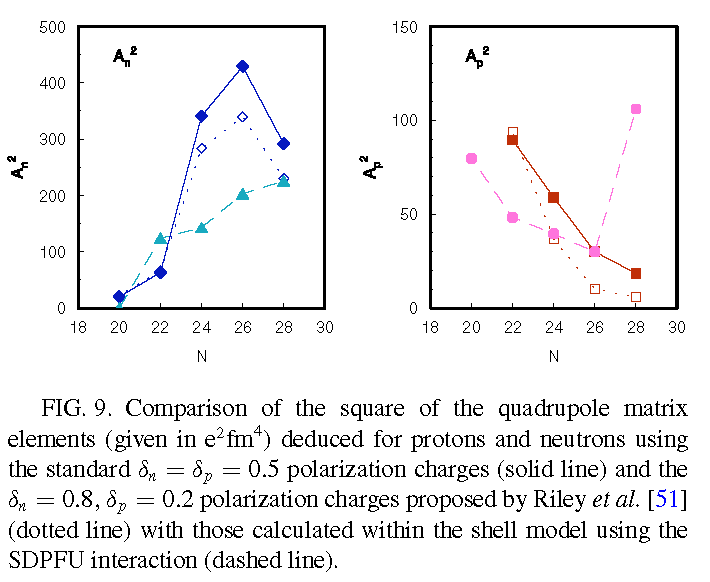 500
400
300
200
100
0
18 20 22 24 26 28 30
N
Aₙ²
Aₙ²
150
100
50
0
18 20 22 24 26 28 30
N
Aₚ²
Aₚ²
FIG. 9. Comparison of the square of the quadrupole matrix
elements (given in e²fm⁴) deduced for protons and neutrons using
the standard δₙ = δₚ = 0.5 polarization charges (solid line) and the
δₙ = 0.8, δₚ = 0.2 polarization charges proposed by Riley et al. [51]
(dotted line) with those calculated within the shell model using the
SDPFU interaction (dashed line).